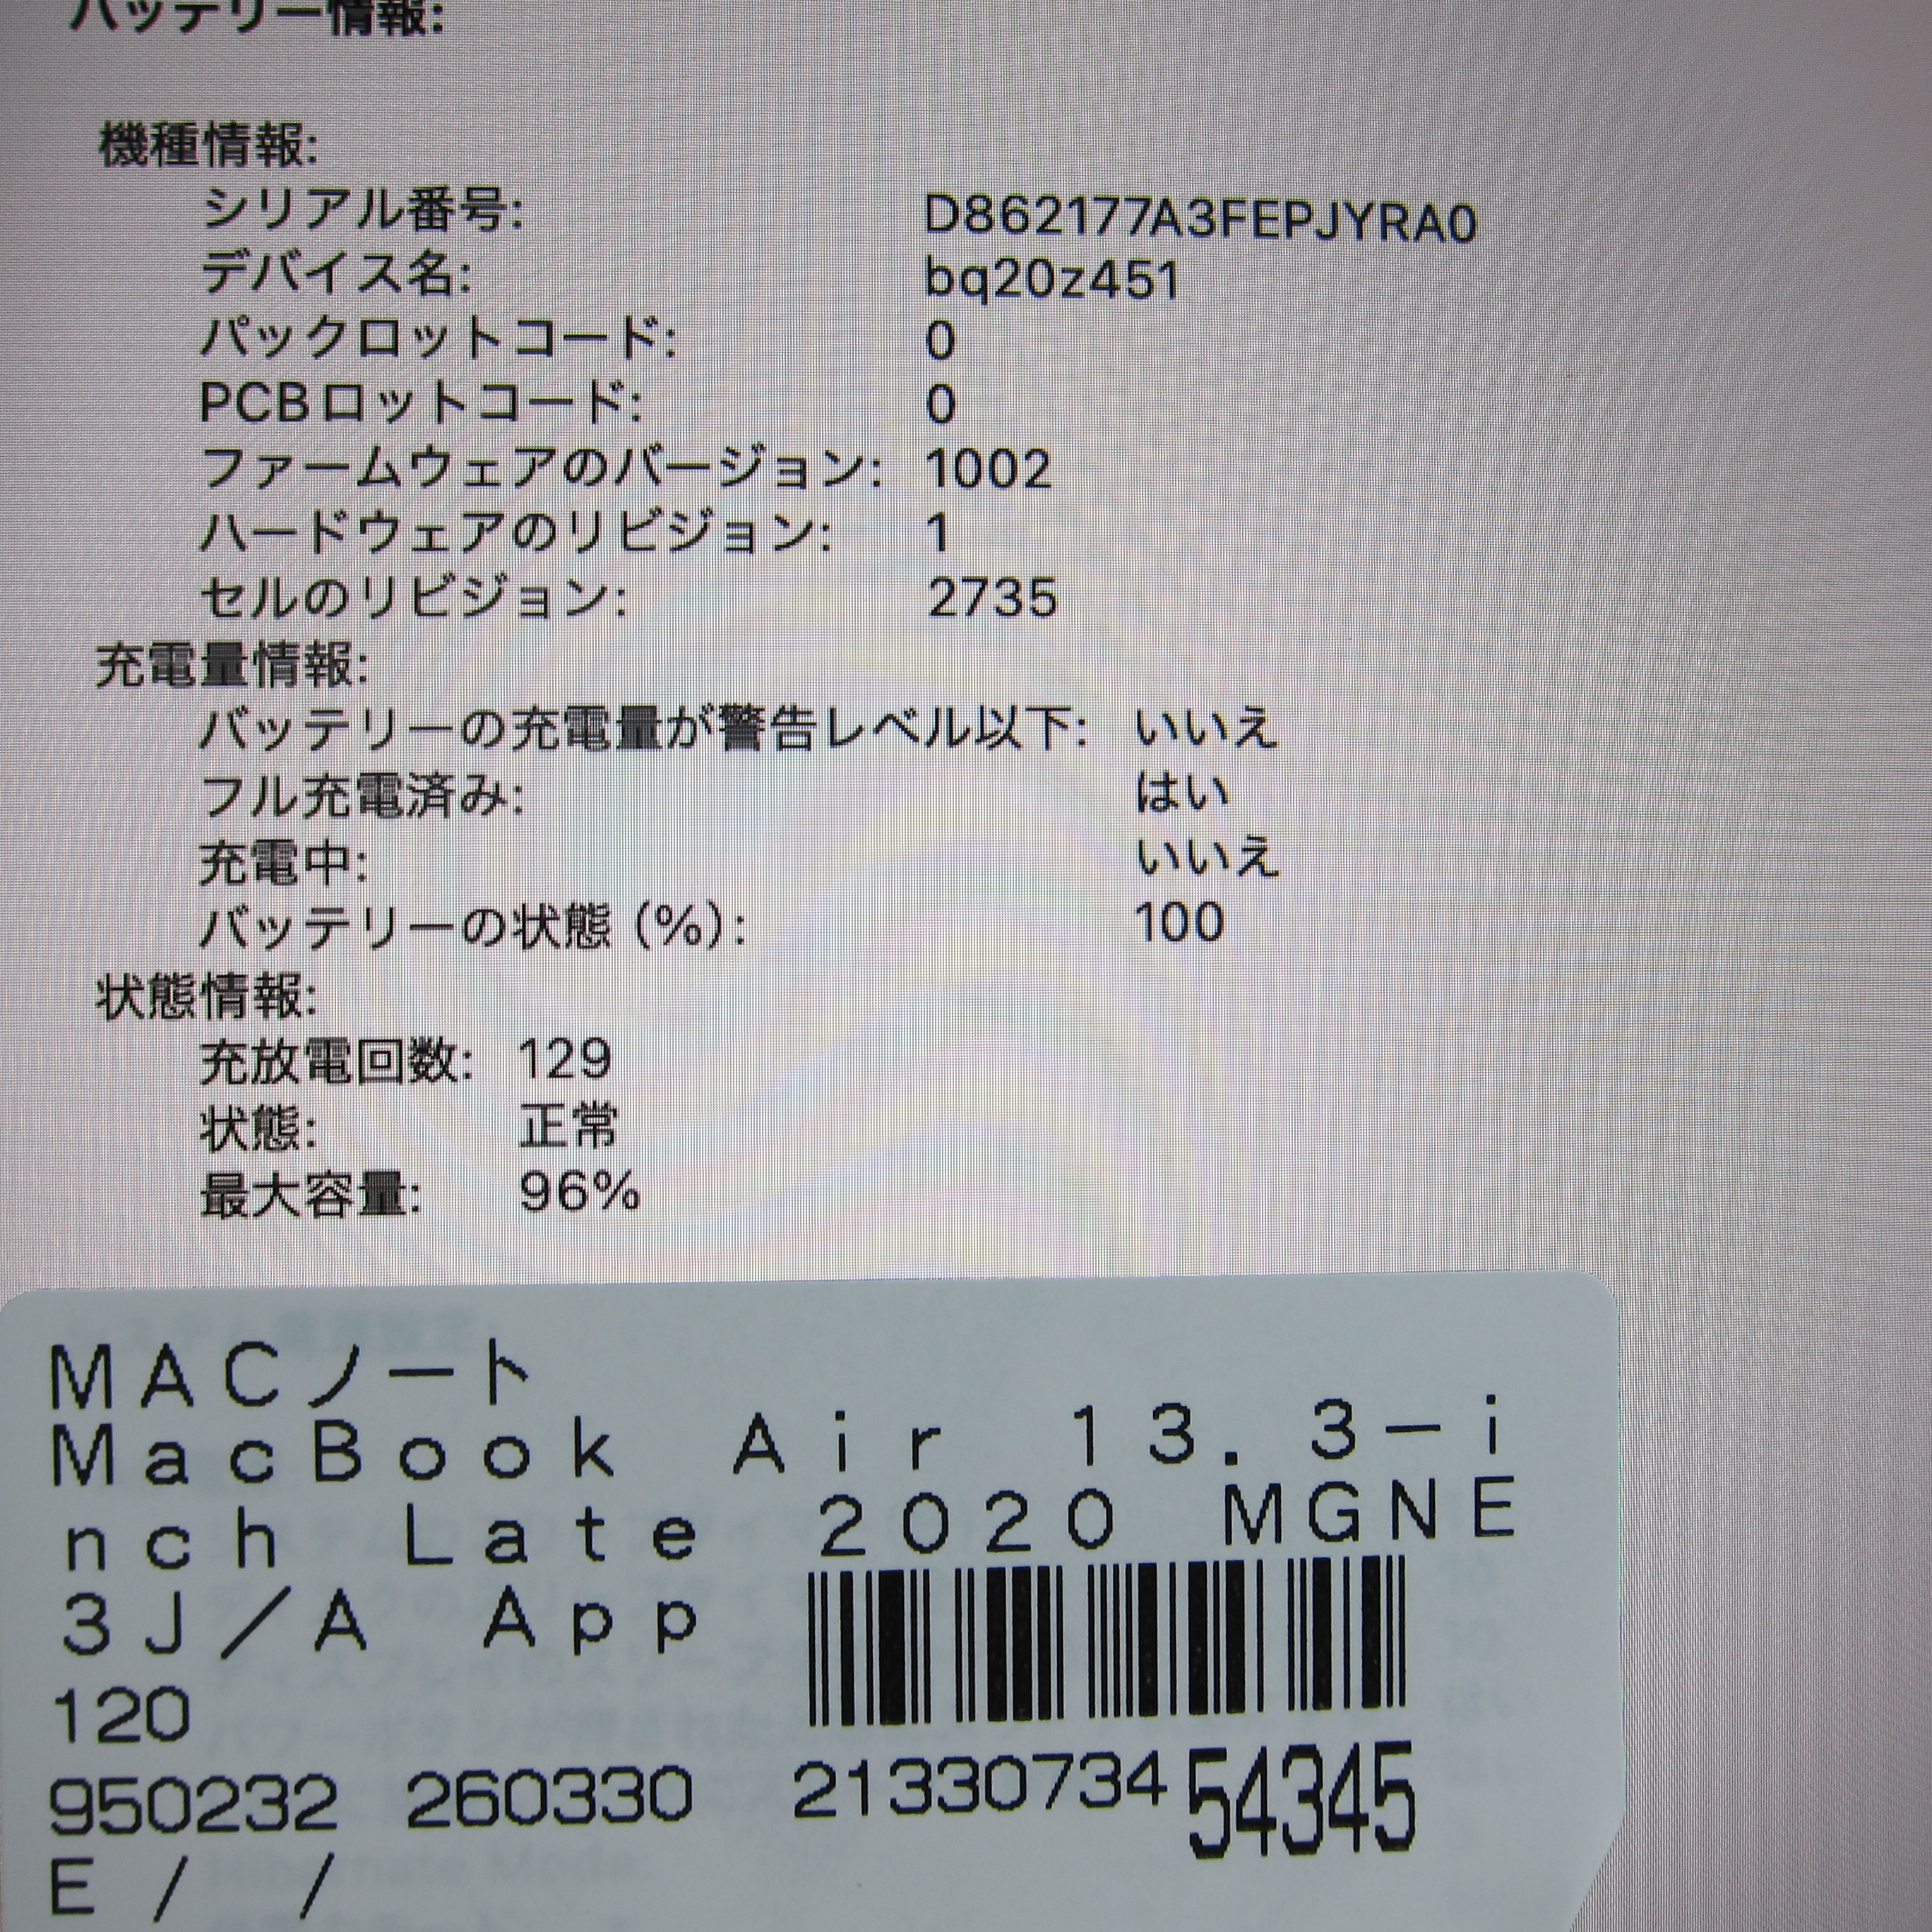 バッテリー情報:
機種情報:
シリアル番号: D862177A3FEPJYRA0
デバイス名: bq20z451
パックロットコード: 0
PCBロットコード: 0
ファームウェアのバージョン: 1002
ハードウェアのリビジョン: 1
セルのリビジョン: 2735
充電量情報:
バッテリーの充電量が警告レベル以下: いいえ
フル充電済み: はい
充電中: いいえ
バッテリーの状態 (%): 100
状態情報:
充放電回数: 129
状態: 正常
最大容量: 96%
MACノート
MacBook Air 13.3-i
nch Late 2020 MGNE
3J/A App
120
950232 260330 2133073454345
E / /